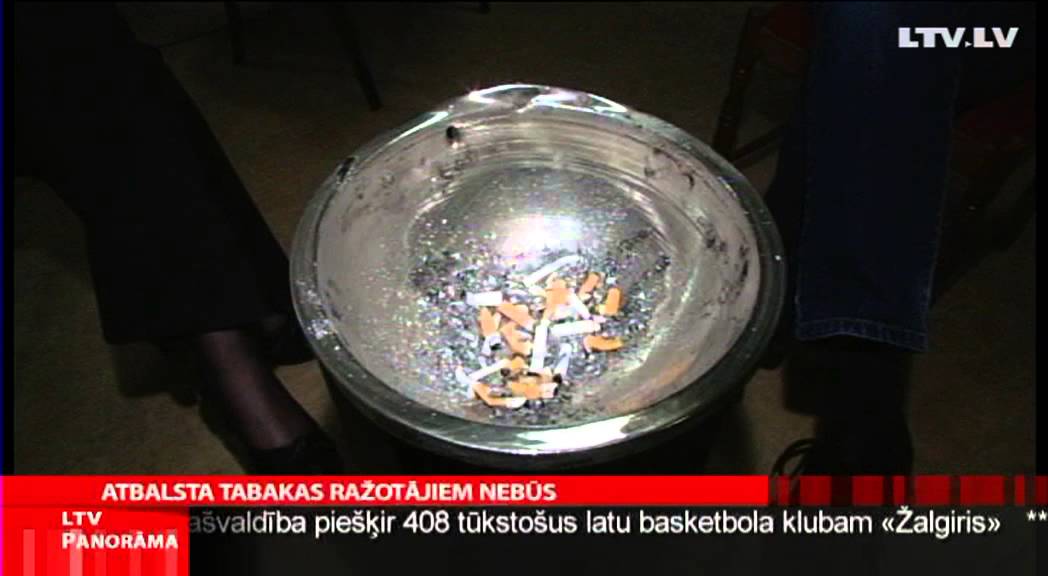 LTV.LV
ATBALSTA TABAKAS RAŽOTĀJIEM NEBŪS
LTV
PANORĀMA
ašvaldība piešķir 408 tūkstošus latu basketbola klubam «Žalgiris» **